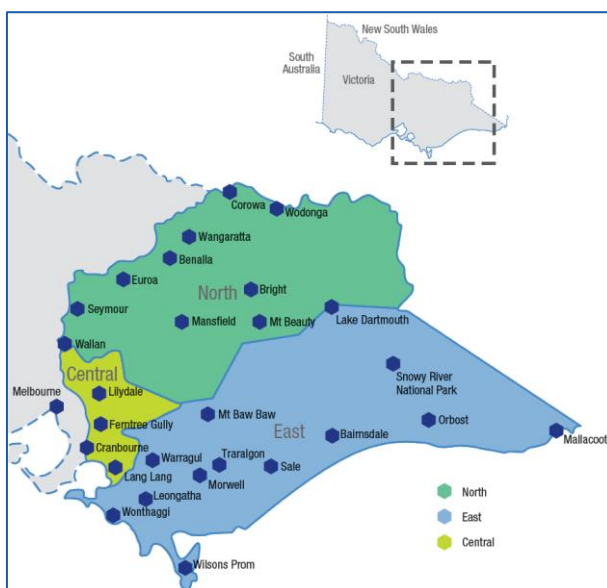 New South Wales
South
Australia
Victoria
Corowa
Wodonga
Wangaratta
Benalla
Euroa
North
Bright
Seymour
Mansfield
Mt Beauty
Lake Dartmouth
Wallan
Central
Melbourne
Lilydale
Snowy River
National Park
Ferntree Gully
Mt Baw Baw
Orbost
East
Bairnsdale
Mallacoot
Cranbourne
Warragul
Traralgon
Sale
Lang Lang
Morwell
Leongatha
Wonthaggi
Wilsons Prom
North
East
Central